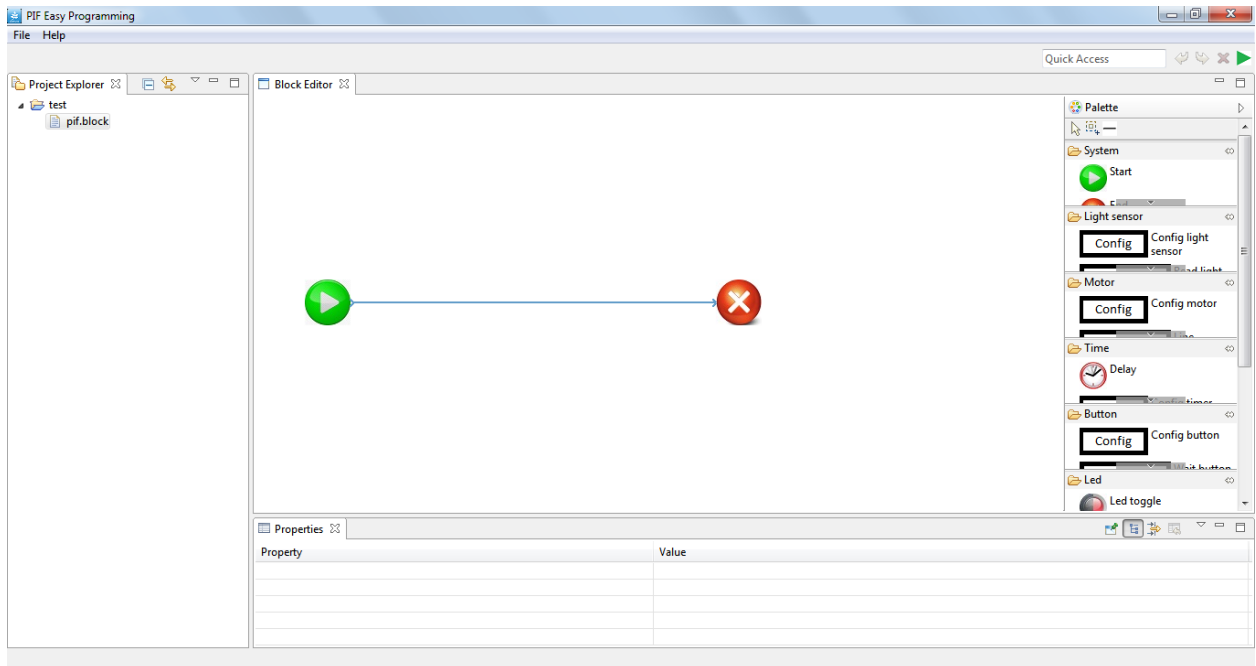 PIF Easy Programming
File Help
Quick Access
Project Explorer
Block Editor
test
pif.block
Palette
System
Start
Light sensor
Config
Config light
sensor
Motor
Config
Config motor
Time
Delay
Button
Config
Config button
Led
Led toggle
Properties
Property Value